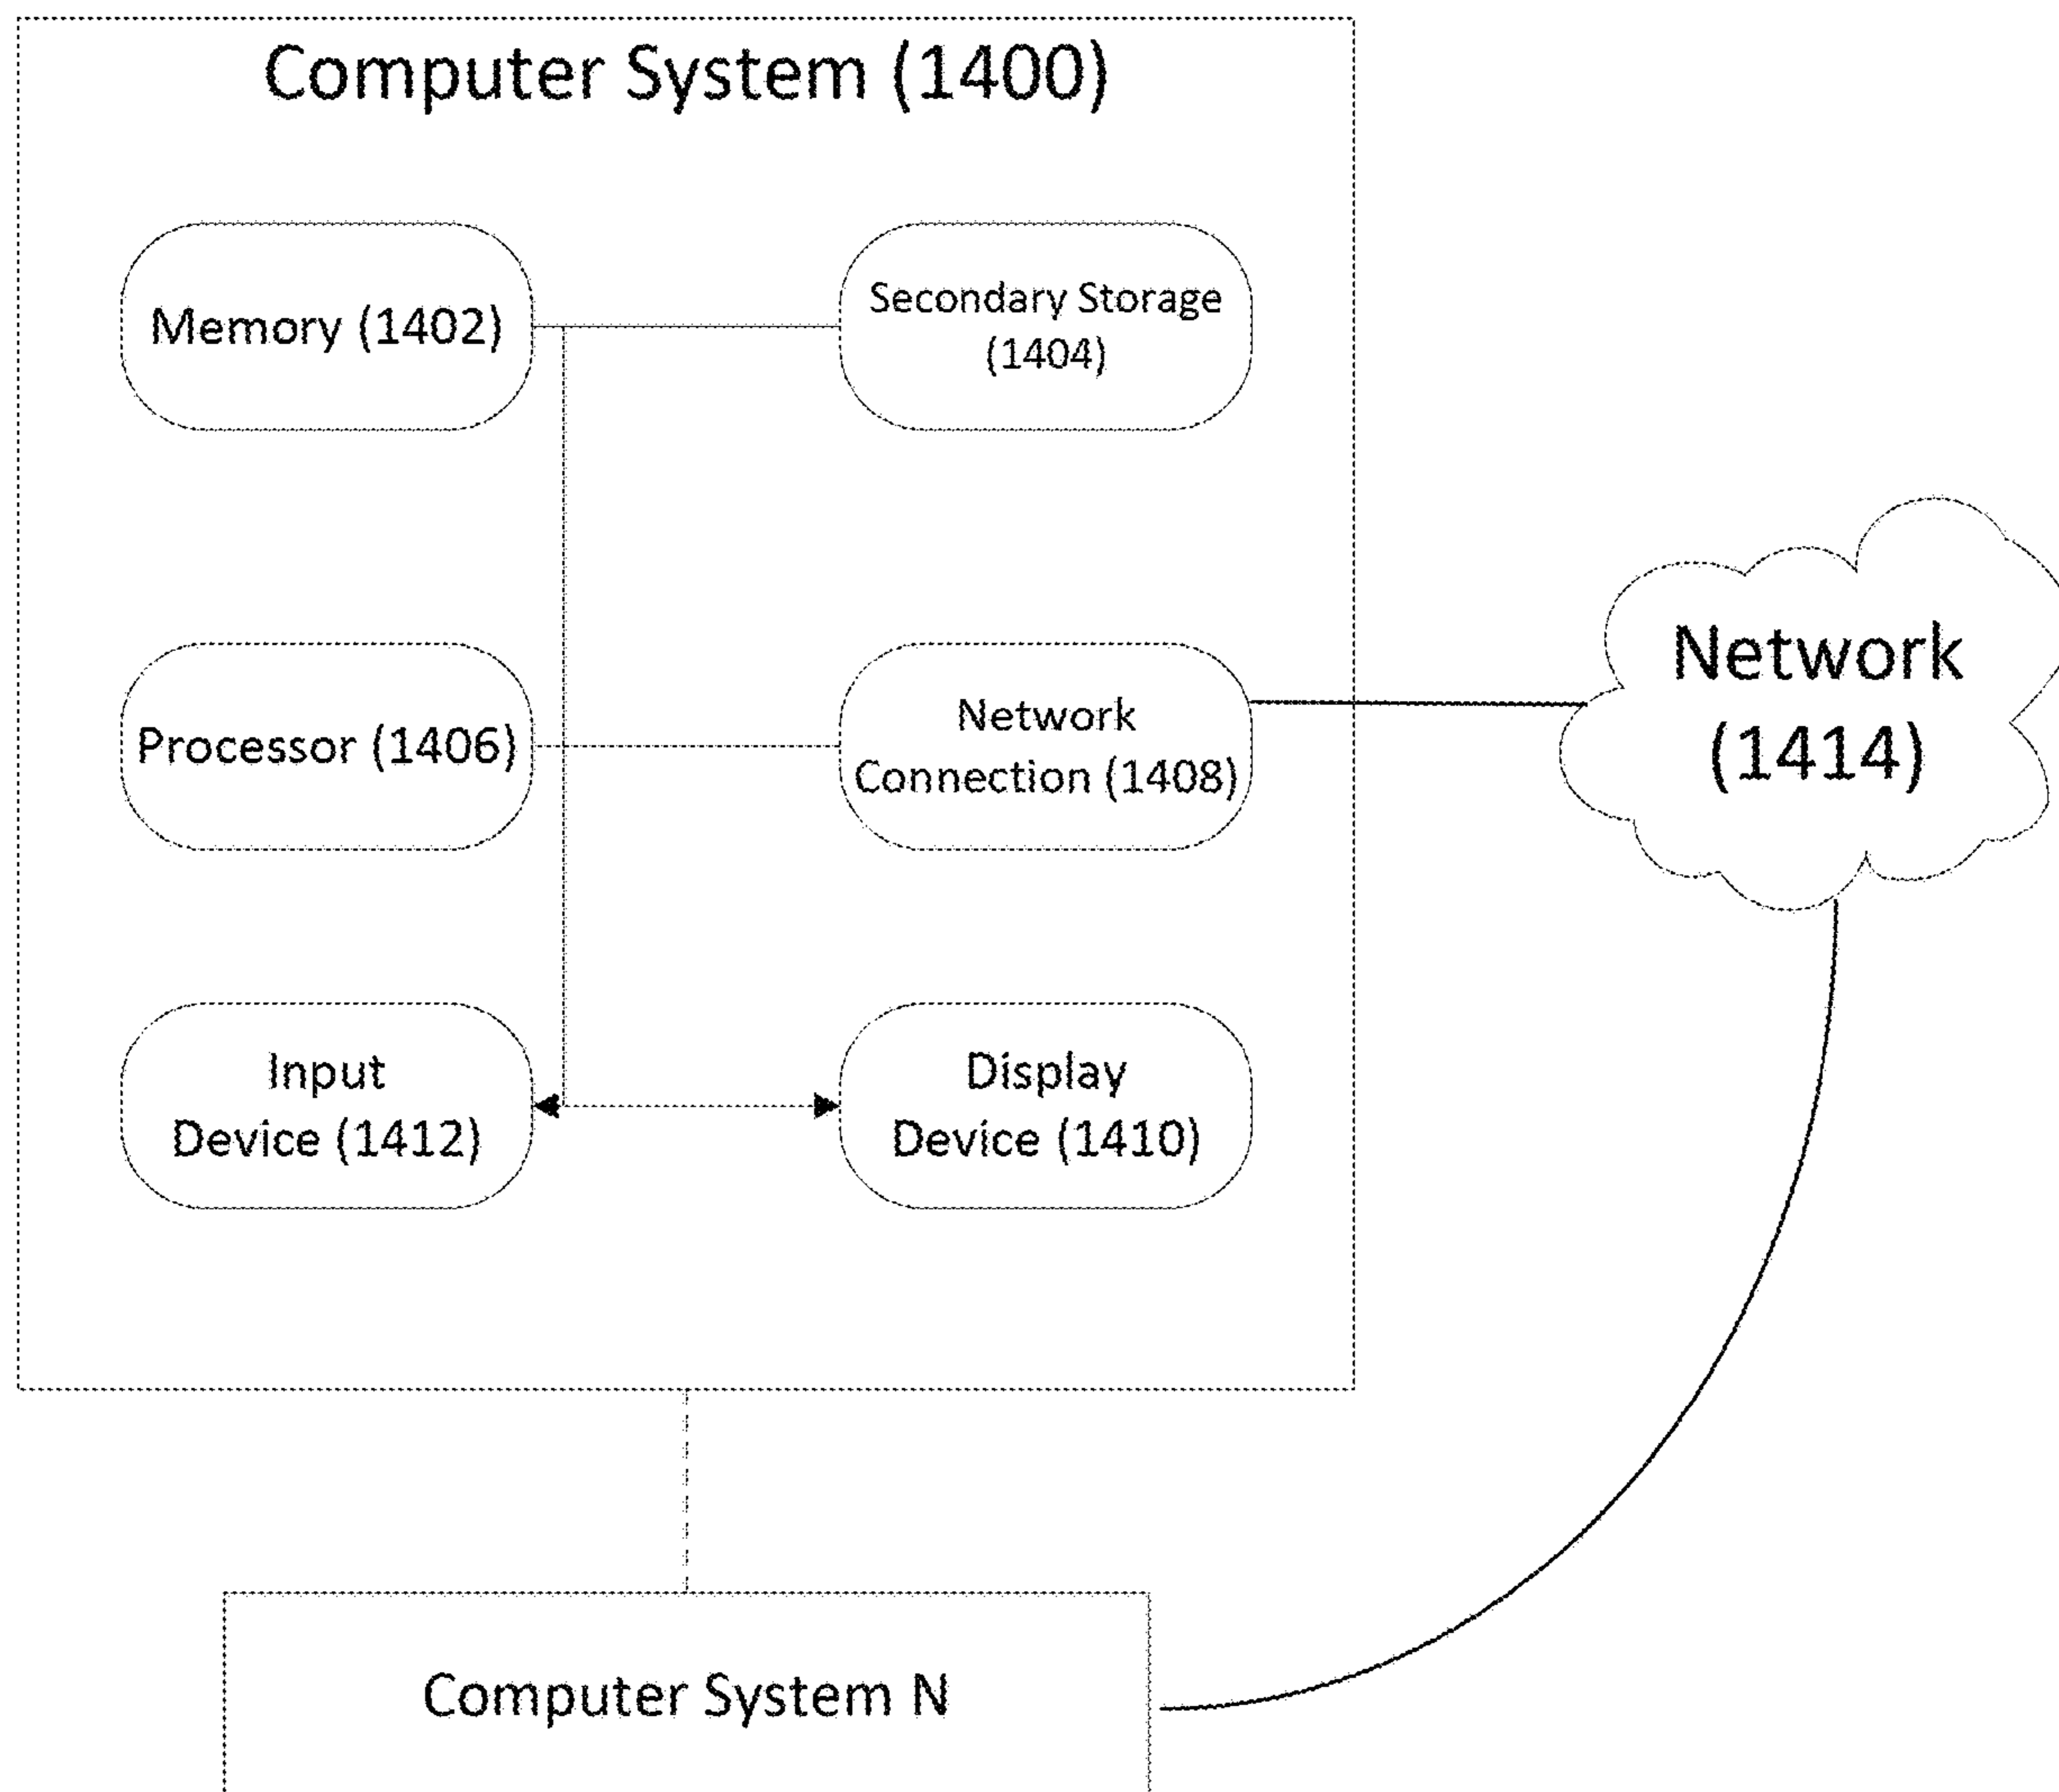 Computer System (1400)
Memory (1402)
Secondary Storage
(1404)
Processor (1406)
Network
Connection (1408)
Network
(1414)
Input
Device (1412)
Display
Device (1410)
Computer System N